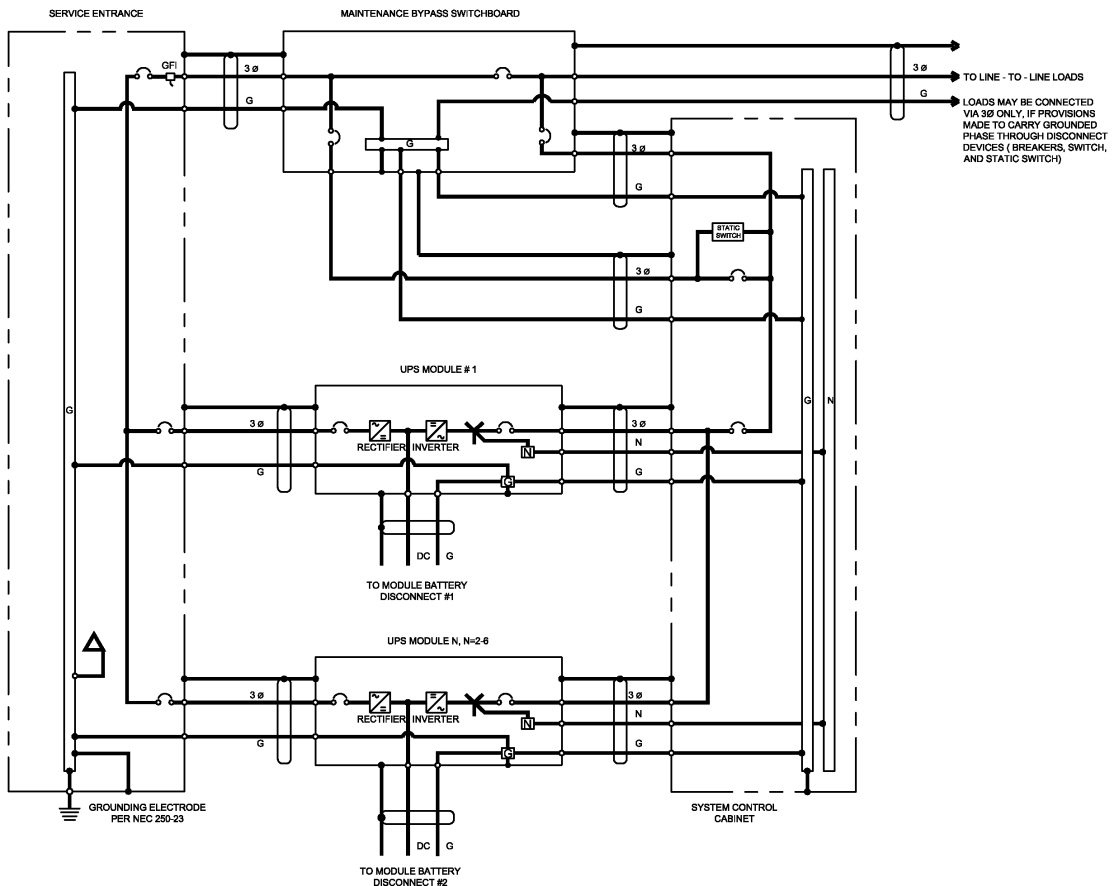 SERVICE ENTRANCE
MAINTENANCE BYPASS SWITCHBOARD
GFI
3 ø
G
3 ø
TO LINE - TO - LINE LOADS
G
LOADS MAY BE CONNECTED
VIA 3Ø ONLY, IF PROVISIONS
MADE TO CARRY GROUNDED
PHASE THROUGH DISCONNECT
DEVICES ( BREAKERS, SWITCH,
AND STATIC SWITCH)
G
3 ø
G
STATIC
SWITCH
3 ø
G
UPS MODULE # 1
G
G
N
3 ø
RECTIFIER
INVERTER
3 ø
N
N
G
G
G
DC
G
TO MODULE BATTERY
DISCONNECT #1
UPS MODULE N, N=2-6
3 ø
RECTIFIER
INVERTER
3 ø
N
N
G
G
G
GROUNDING ELECTRODE
PER NEC 250-23
SYSTEM CONTROL
CABINET
DC
G
TO MODULE BATTERY
DISCONNECT #2